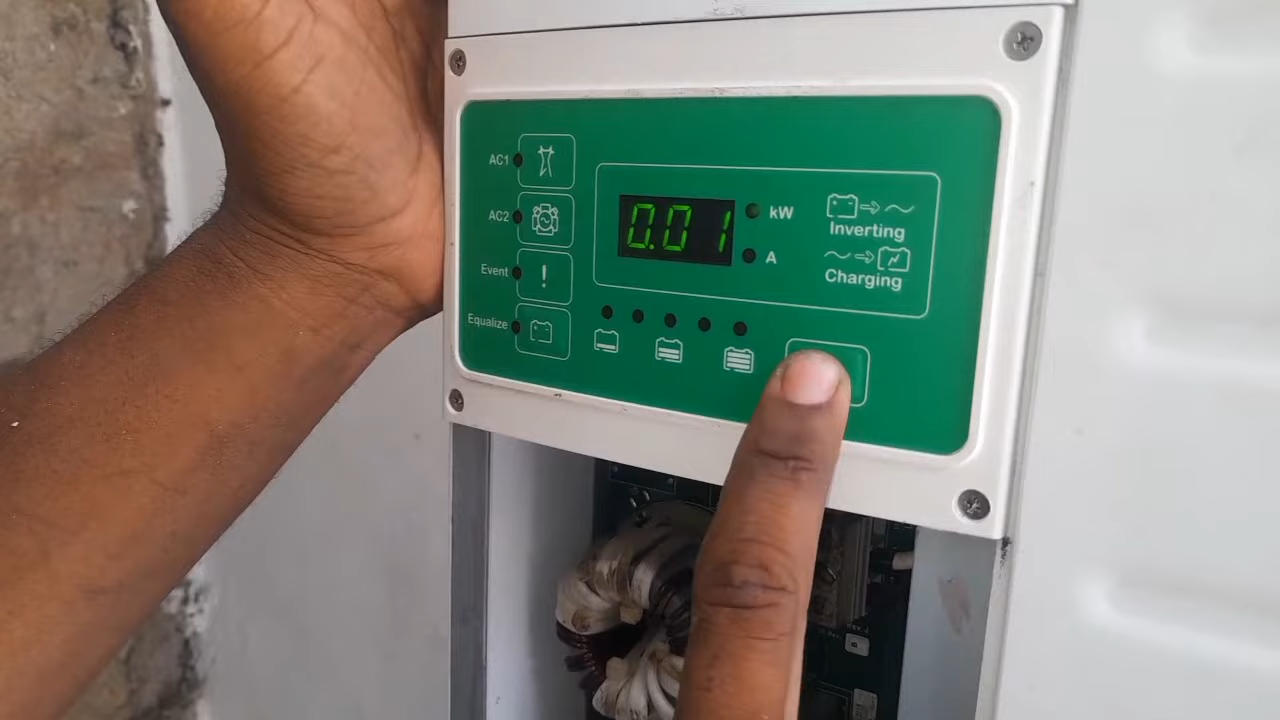 AC1
AC2
Event
Equalize
0.01
kW
A
Inverting
Charging